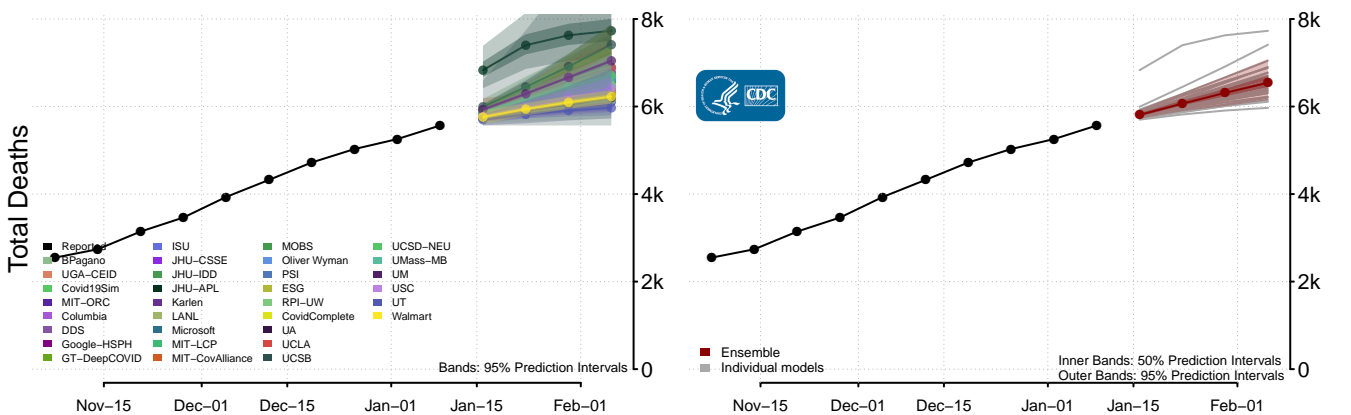 8k
6k
4k
2k
0
Total Deaths
Reported
BPagano
UGA−CEID
Covid19Sim
MIT−ORC
Columbia
DDS
Google−HSPH
GT−DeepCOVID
ISU
JHU−CSSE
JHU−IDD
JHU−APL
Karlen
LANL
Microsoft
MIT−LCP
MIT−CovAlliance
MOBS
Oliver Wyman
PSI
ESG
RPI−UW
CovidComplete
UA
UCLA
UCSB
UCSD−NEU
UMass−MB
UM
USC
UT
Walmart
Bands: 95% Prediction Intervals
Nov−15 Dec−01 Dec−15 Jan−01 Jan−15 Feb−01
CDC
8k
6k
4k
2k
0
Ensemble
Individual models
Inner Bands: 50% Prediction Intervals
Outer Bands: 95% Prediction Intervals
Nov−15 Dec−01 Dec−15 Jan−01 Jan−15 Feb−01